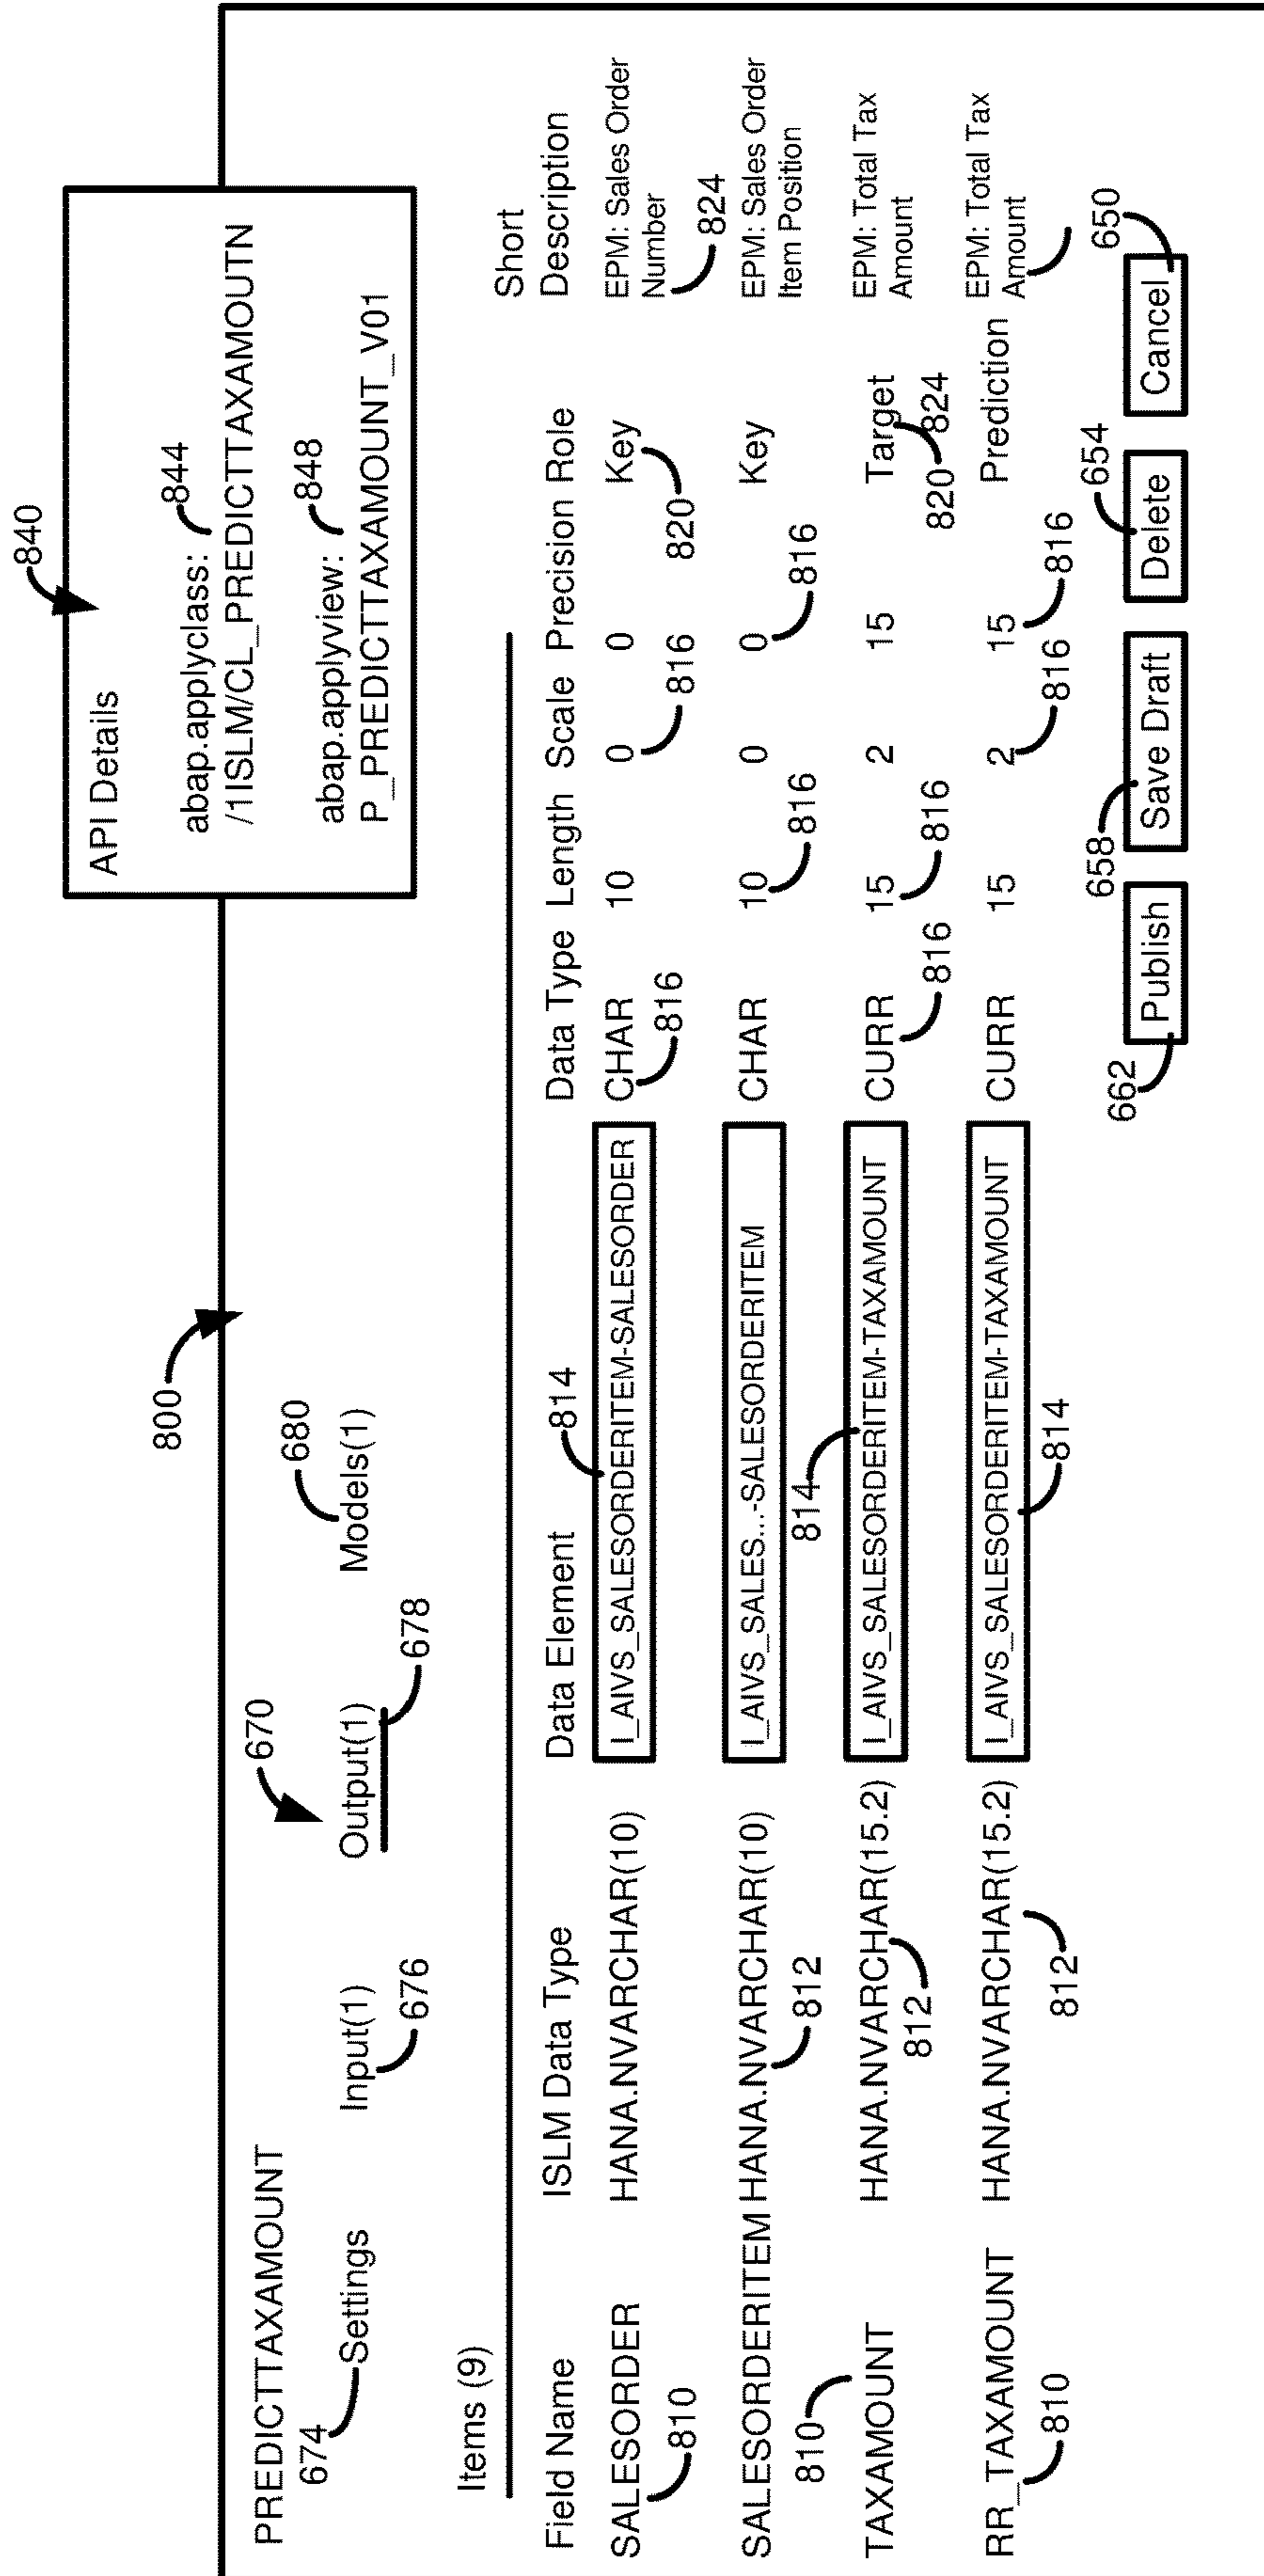 840
API Details
abap.applyclass: 844
/1ISLM/CL_PREDICTTAXAMOUTN
abap.applyview: 848
P_PREDICTTAXAMOUNT_V01
800
PREDICTTAXAMOUNT
670
674 Settings
Input(1)
Output(1)
Models(1)
676
678
680
Items (9)
Field Name ISLM Data Type Data Element Data Type Length Scale Precision Role Short Description
814
SALESORDER HANA.NVARCHAR(10) I_AIVS_SALESORDERITEM-SALESORDER CHAR 10 0 0 Key EPM: Sales Order Number
810 816 816 820 824
SALESORDERITEM HANA.NVARCHAR(10) I_AIVS_SALES...-SALESORDERITEM CHAR 10 0 0 Key EPM: Sales Order Item Position
810 812 814 816 816
TAXAMOUNT HANA.NVARCHAR(15.2) I_AIVS_SALESORDERITEM-TAXAMOUNT CURR 15 2 15 Target EPM: Total Tax Amount
812 816 816 820 824
RR_TAXAMOUNT HANA.NVARCHAR(15.2) I_AIVS_SALESORDERITEM-TAXAMOUNT CURR 15 2 15 Prediction EPM: Total Tax Amount
810 812 814 816 816
662 658 654 650
Publish Save Draft Delete Cancel